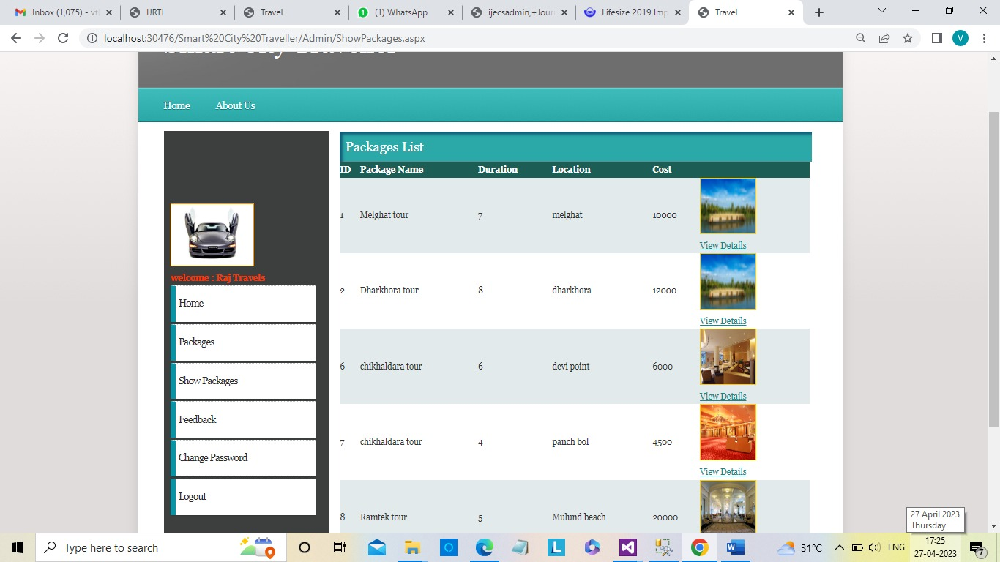 Inbox (1,075) - vt
IJRTI
Travel
(1) WhatsApp
ijecsadmin,+Jour
Lifesize 2019 Imp
Travel
localhost:30476/Smart%20City%20Traveller/Admin/ShowPackages.aspx
V
Home About Us
Packages List
ID Package Name Duration Location Cost
1 Melghat tour 7 melghat 10000
View Details
2 Dharkhora tour 8 dharkhora 12000
View Details
6 chikhaldara tour 6 devi point 6000
View Details
7 chikhaldara tour 4 panch bol 4500
View Details
8 Ramtek tour 5 Mulund beach 20000
welcome : Raj Travels
Home
Packages
Show Packages
Feedback
Change Password
Logout
27 April 2023
Thursday
Type here to search
L
W
31°C
ENG
17:25
27-04-2023
7